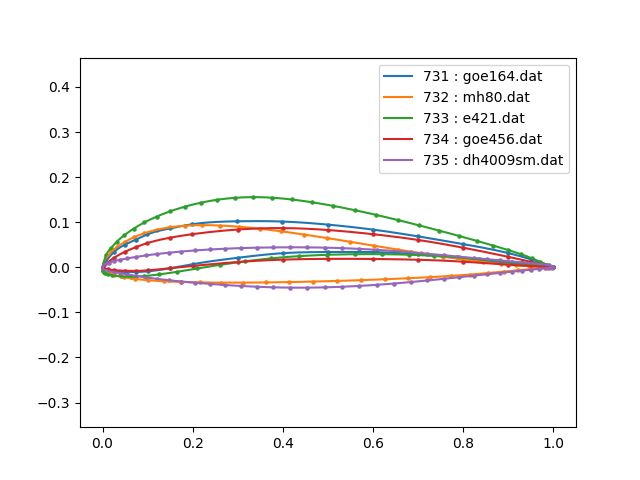 0.4
0.3
0.2
0.1
0.0
−0.1
−0.2
−0.3
0.0 0.2 0.4 0.6 0.8 1.0
731 : goe164.dat
732 : mh80.dat
733 : e421.dat
734 : goe456.dat
735 : dh4009sm.dat